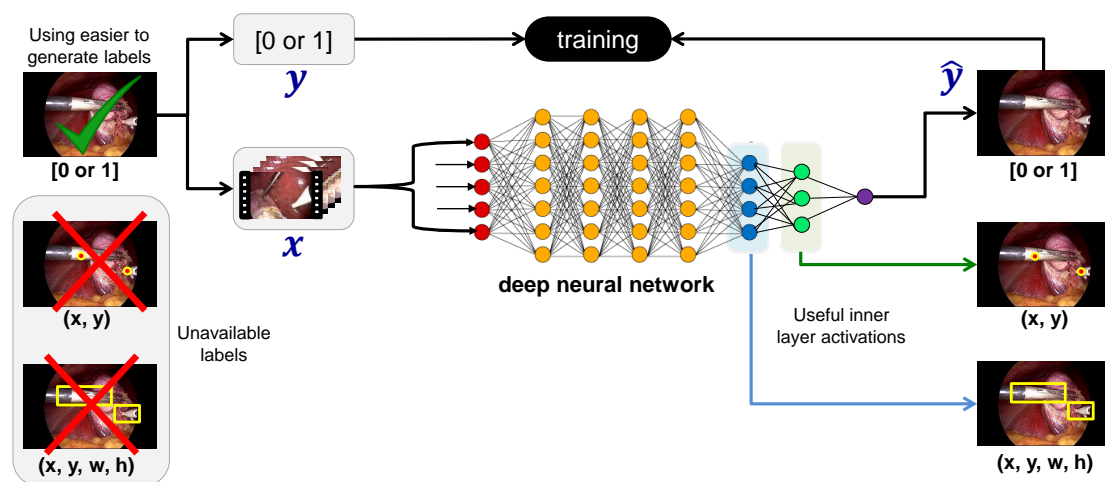 Using easier to
generate labels
[0 or 1]
[0 or 1]
y
training
ŷ
[0 or 1]
x
deep neural network
(x, y)
Unavailable
labels
(x, y, w, h)
Useful inner
layer activations
(x, y)
(x, y, w, h)